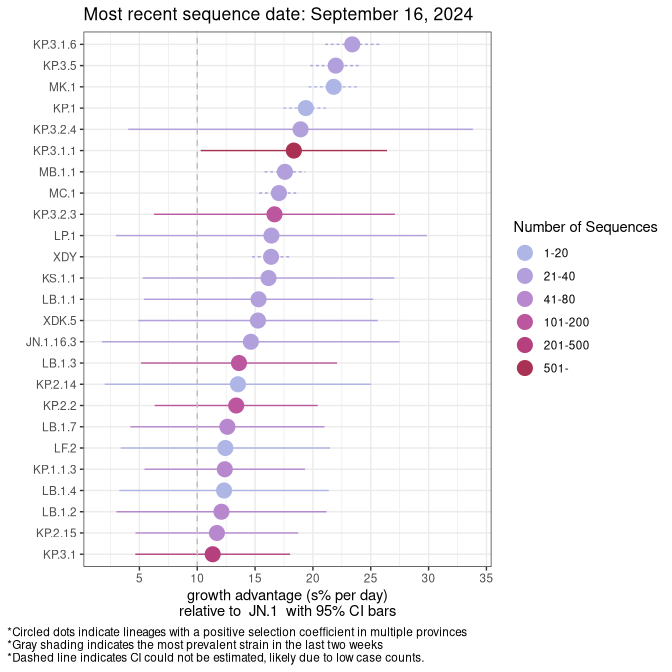 Most recent sequence date: September 16, 2024
KP.3.1.6
KP.3.5
MK.1
KP.1
KP.3.2.4
KP.3.1.1
MB.1.1
MC.1
KP.3.2.3
LP.1
XDY
KS.1.1
LB.1.1
XDK.5
JN.1.16.3
LB.1.3
KP.2.14
KP.2.2
LB.1.7
LF.2
KP.1.1.3
LB.1.4
LB.1.2
KP.2.15
KP.3.1
5 10 15 20 25 30 35
growth advantage (s% per day)
relative to JN.1 with 95% CI bars
Number of Sequences
1-20
21-40
41-80
101-200
201-500
501-
*Circled dots indicate lineages with a positive selection coefficient in multiple provinces
*Gray shading indicates the most prevalent strain in the last two weeks
*Dashed line indicates CI could not be estimated, likely due to low case counts.